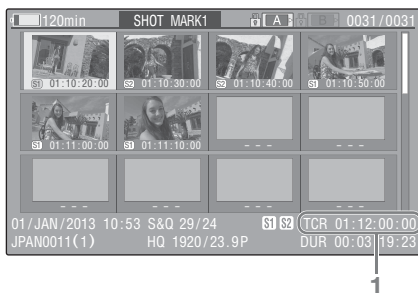 120min SHOT MARK1 A B 0031/0031
S1 01:10:20:00 S2 01:10:30:00 S2 01:10:40:00 S1 01:10:50:00
S1 01:11:00:00 S1 01:11:10:00 - - - - - -
- - - - - - - - - - - -
01/JAN/2013 10:53 S&Q 29/24 S1 S2 TCR 01:12:00:00
JPAN0011(1) HQ 1920/23.9P DUR 00:03:19:23
1